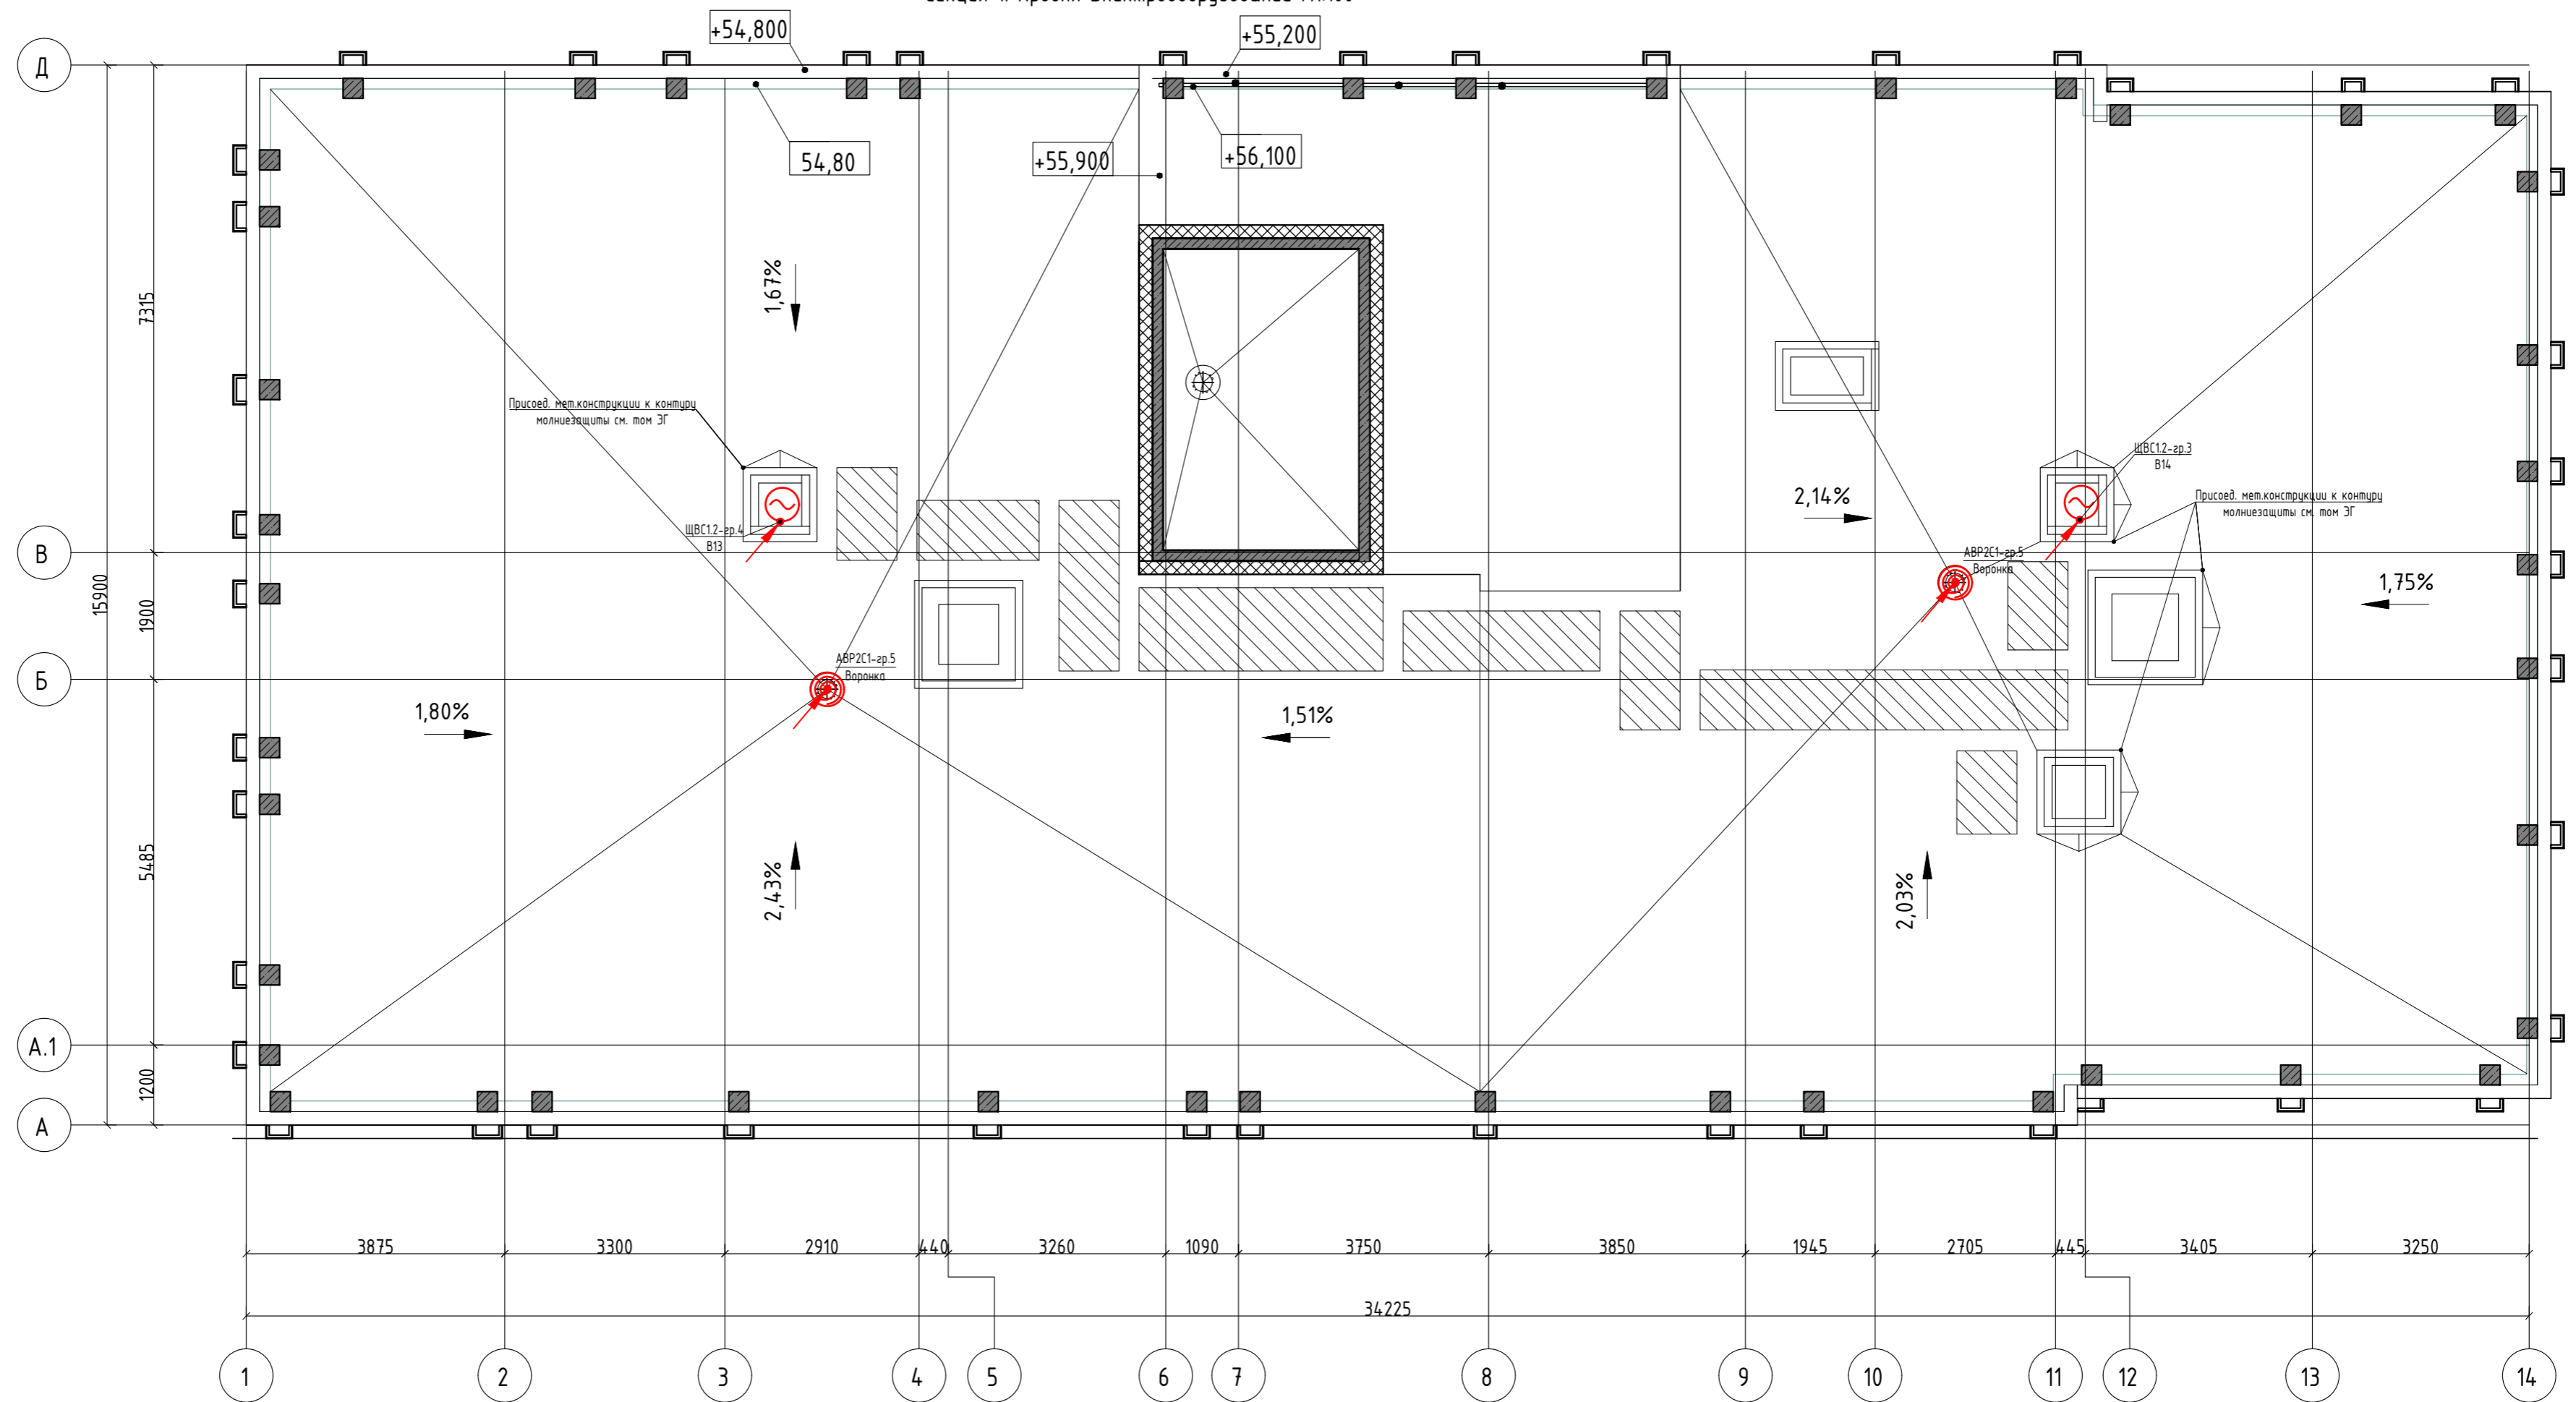 +54,800
+55,200
54,80
+55,900
+56,100
Д
В
Б
А.1
А
15900
7315
1900
5485
1200
1,67%
Присоед. мет.конструкции к контуру
молниезащиты см. том ЭГ
ЩВС1.2-гр.4
В13
АВР2С1-гр.5
Воронка
1,80%
2,43%
1,51%
2,14%
ЩВС1.2-гр.3
В14
Присоед. мет.конструкции к контуру
молниезащиты см. том ЭГ
АВР2С1-гр.5
Воронка
1,75%
2,03%
3875
3300
2910
440
3260
1090
3750
3850
1945
2705
445
3405
3250
34225
1
2
3
4
5
6
7
8
9
10
11
12
13
14